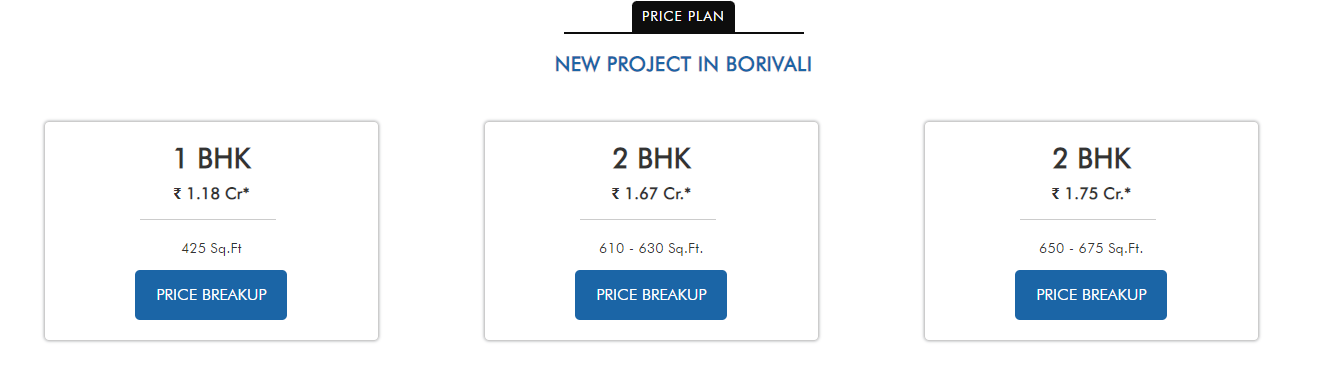 PRICE PLAN
NEW PROJECT IN BORIVALI
1 BHK
₹ 1.18 Cr*
425 Sq.Ft
PRICE BREAKUP
2 BHK
₹ 1.67 Cr.*
610 - 630 Sq.Ft.
PRICE BREAKUP
2 BHK
₹ 1.75 Cr.*
650 - 675 Sq.Ft.
PRICE BREAKUP